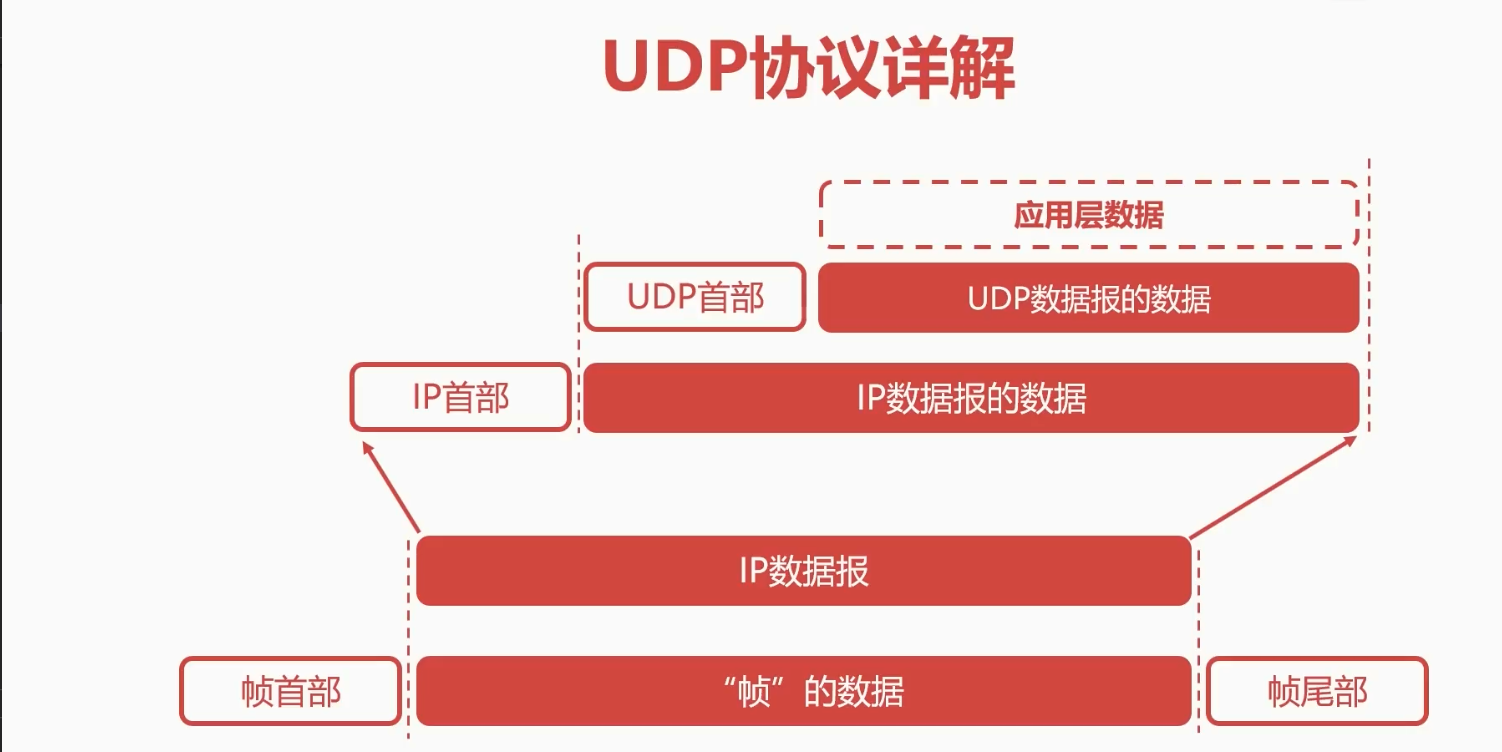 UDP协议详解
应用层数据
UDP首部
UDP数据报的数据
IP首部
IP数据报的数据
IP数据报
帧首部
“帧”的数据
帧尾部